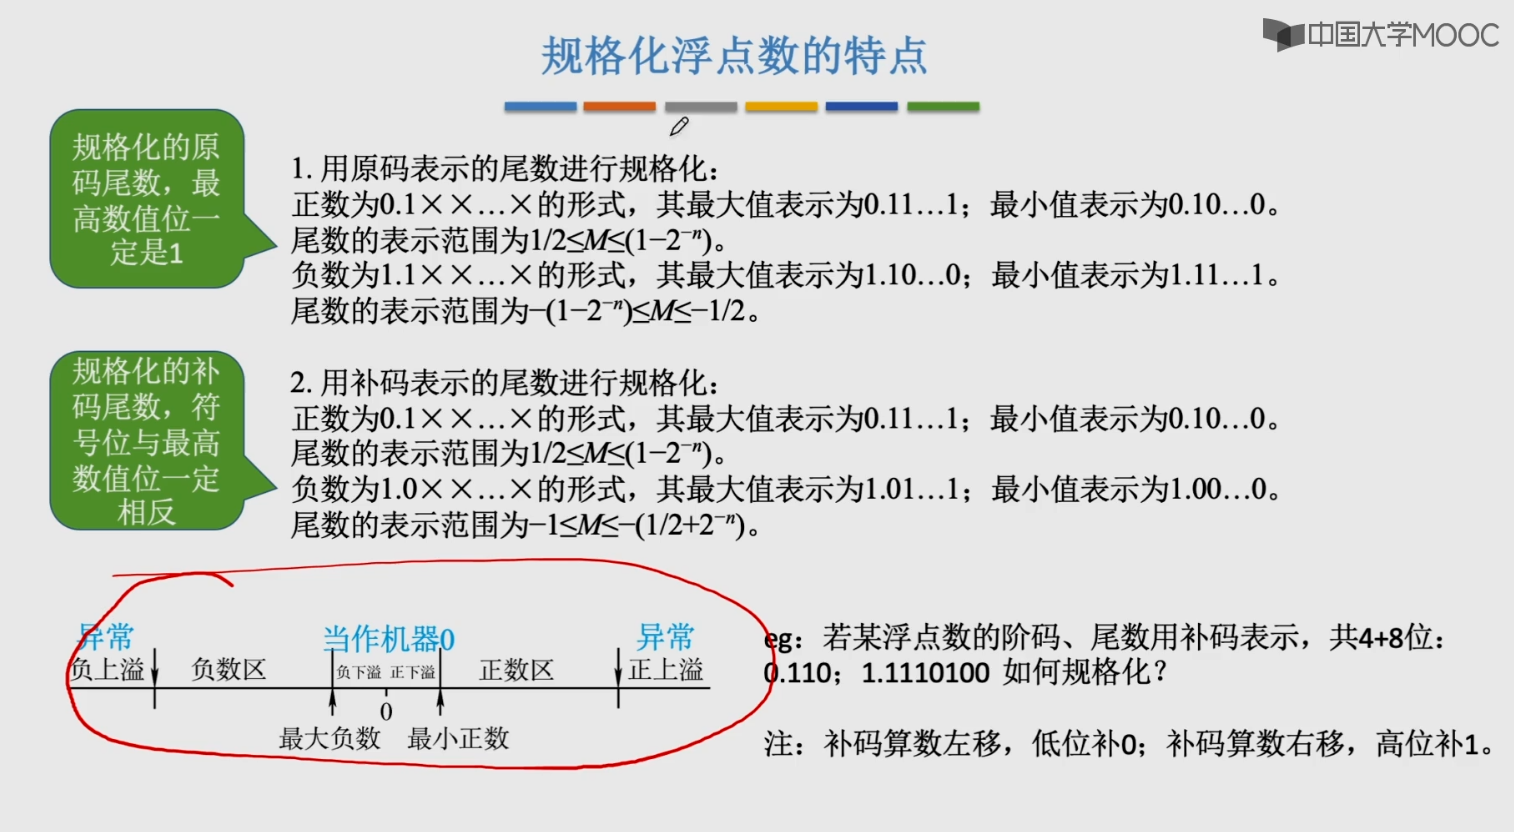 中国大学MOOC
规格化浮点数的特点
规格化的原
码尾数，最
高数值位一
定是1
1. 用原码表示的尾数进行规格化：
正数为0.1××…×的形式，其最大值表示为0.11…1；最小值表示为0.10…0。
尾数的表示范围为1/2≤M≤(1−2⁻ⁿ)。
负数为1.1××…×的形式，其最大值表示为1.10…0；最小值表示为1.11…1。
尾数的表示范围为−(1−2⁻ⁿ)≤M≤−1/2。
规格化的补
码尾数，符
号位与最高
数值位一定
相反
2. 用补码表示的尾数进行规格化：
正数为0.1××…×的形式，其最大值表示为0.11…1；最小值表示为0.10…0。
尾数的表示范围为1/2≤M≤(1−2⁻ⁿ)。
负数为1.0××…×的形式，其最大值表示为1.01…1；最小值表示为1.00…0。
尾数的表示范围为−1≤M≤−(1/2+2⁻ⁿ)。
异常 当作机器0 异常
负上溢 负数区 负下溢 正下溢 正数区 正上溢
0
最大负数 最小正数
eg：若某浮点数的阶码、尾数用补码表示，共4+8位：
0.110；1.1110100 如何规格化？
注：补码算数左移，低位补0；补码算数右移，高位补1。